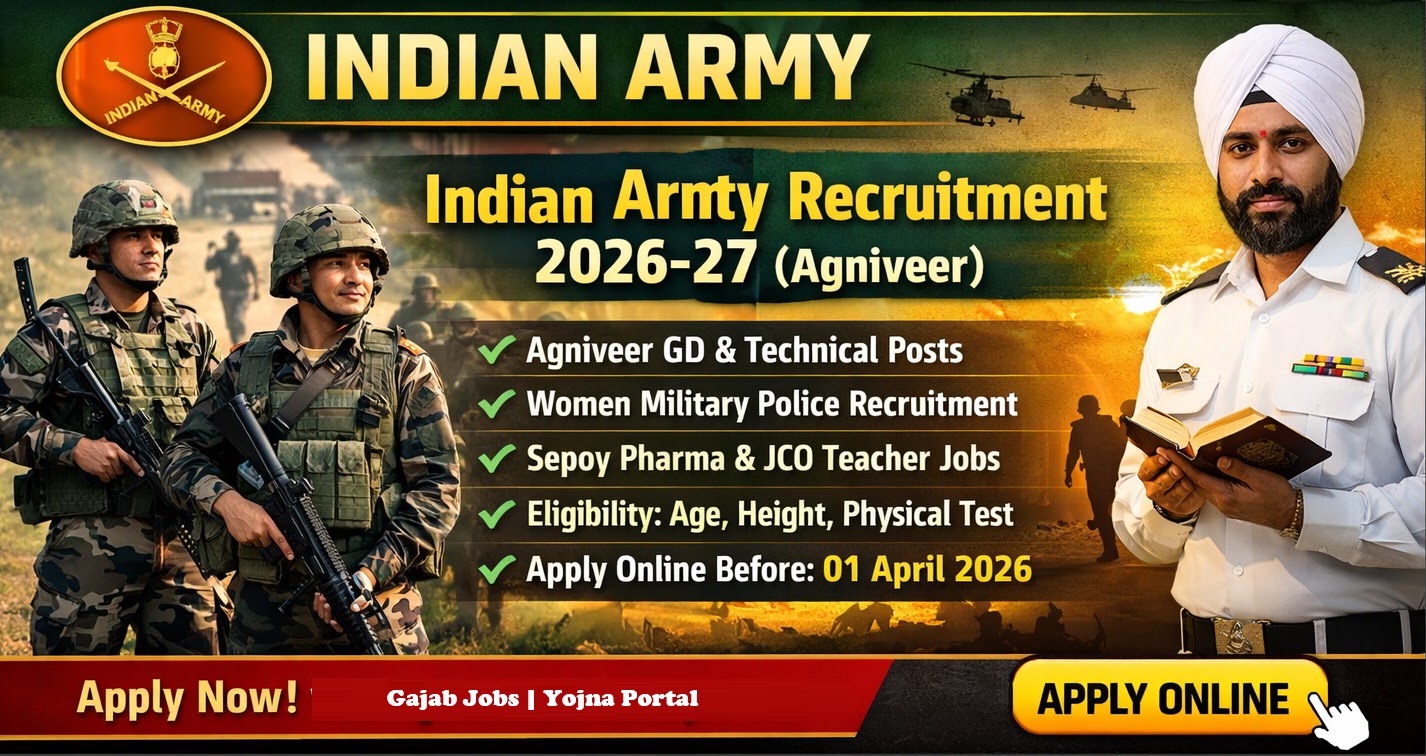 INDIAN ARMY
INDIAN ARMY
Indian Armty Recruitment
2026-27 (Agniveer)
Agniveer GD & Technical Posts
Women Military Police Recruitment
Sepoy Pharma & JCO Teacher Jobs
Eligibility: Age, Height, Physical Test
Apply Online Before: 01 April 2026
Apply Now!
Gajab Jobs | Yojna Portal
APPLY ONLINE